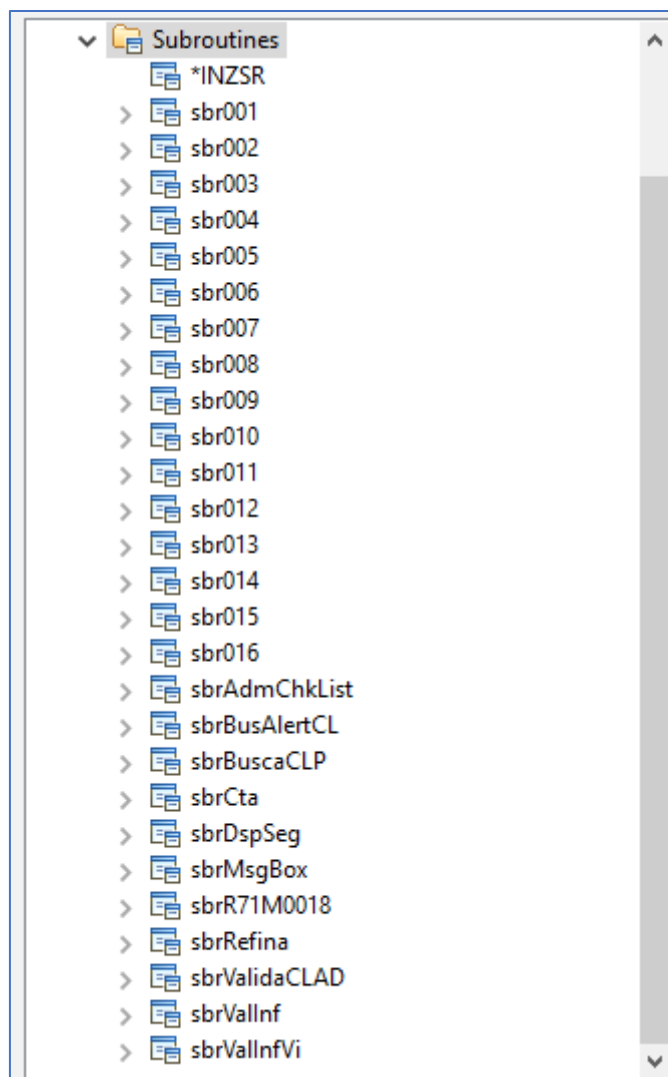 Subroutines
*INZSR
sbr001
sbr002
sbr003
sbr004
sbr005
sbr006
sbr007
sbr008
sbr009
sbr010
sbr011
sbr012
sbr013
sbr014
sbr015
sbr016
sbrAdmChkList
sbrBusAlertCL
sbrBuscaCLP
sbrCta
sbrDspSeg
sbrMsgBox
sbrR71M0018
sbrRefina
sbrValidaCLAD
sbrValInf
sbrValInfVi